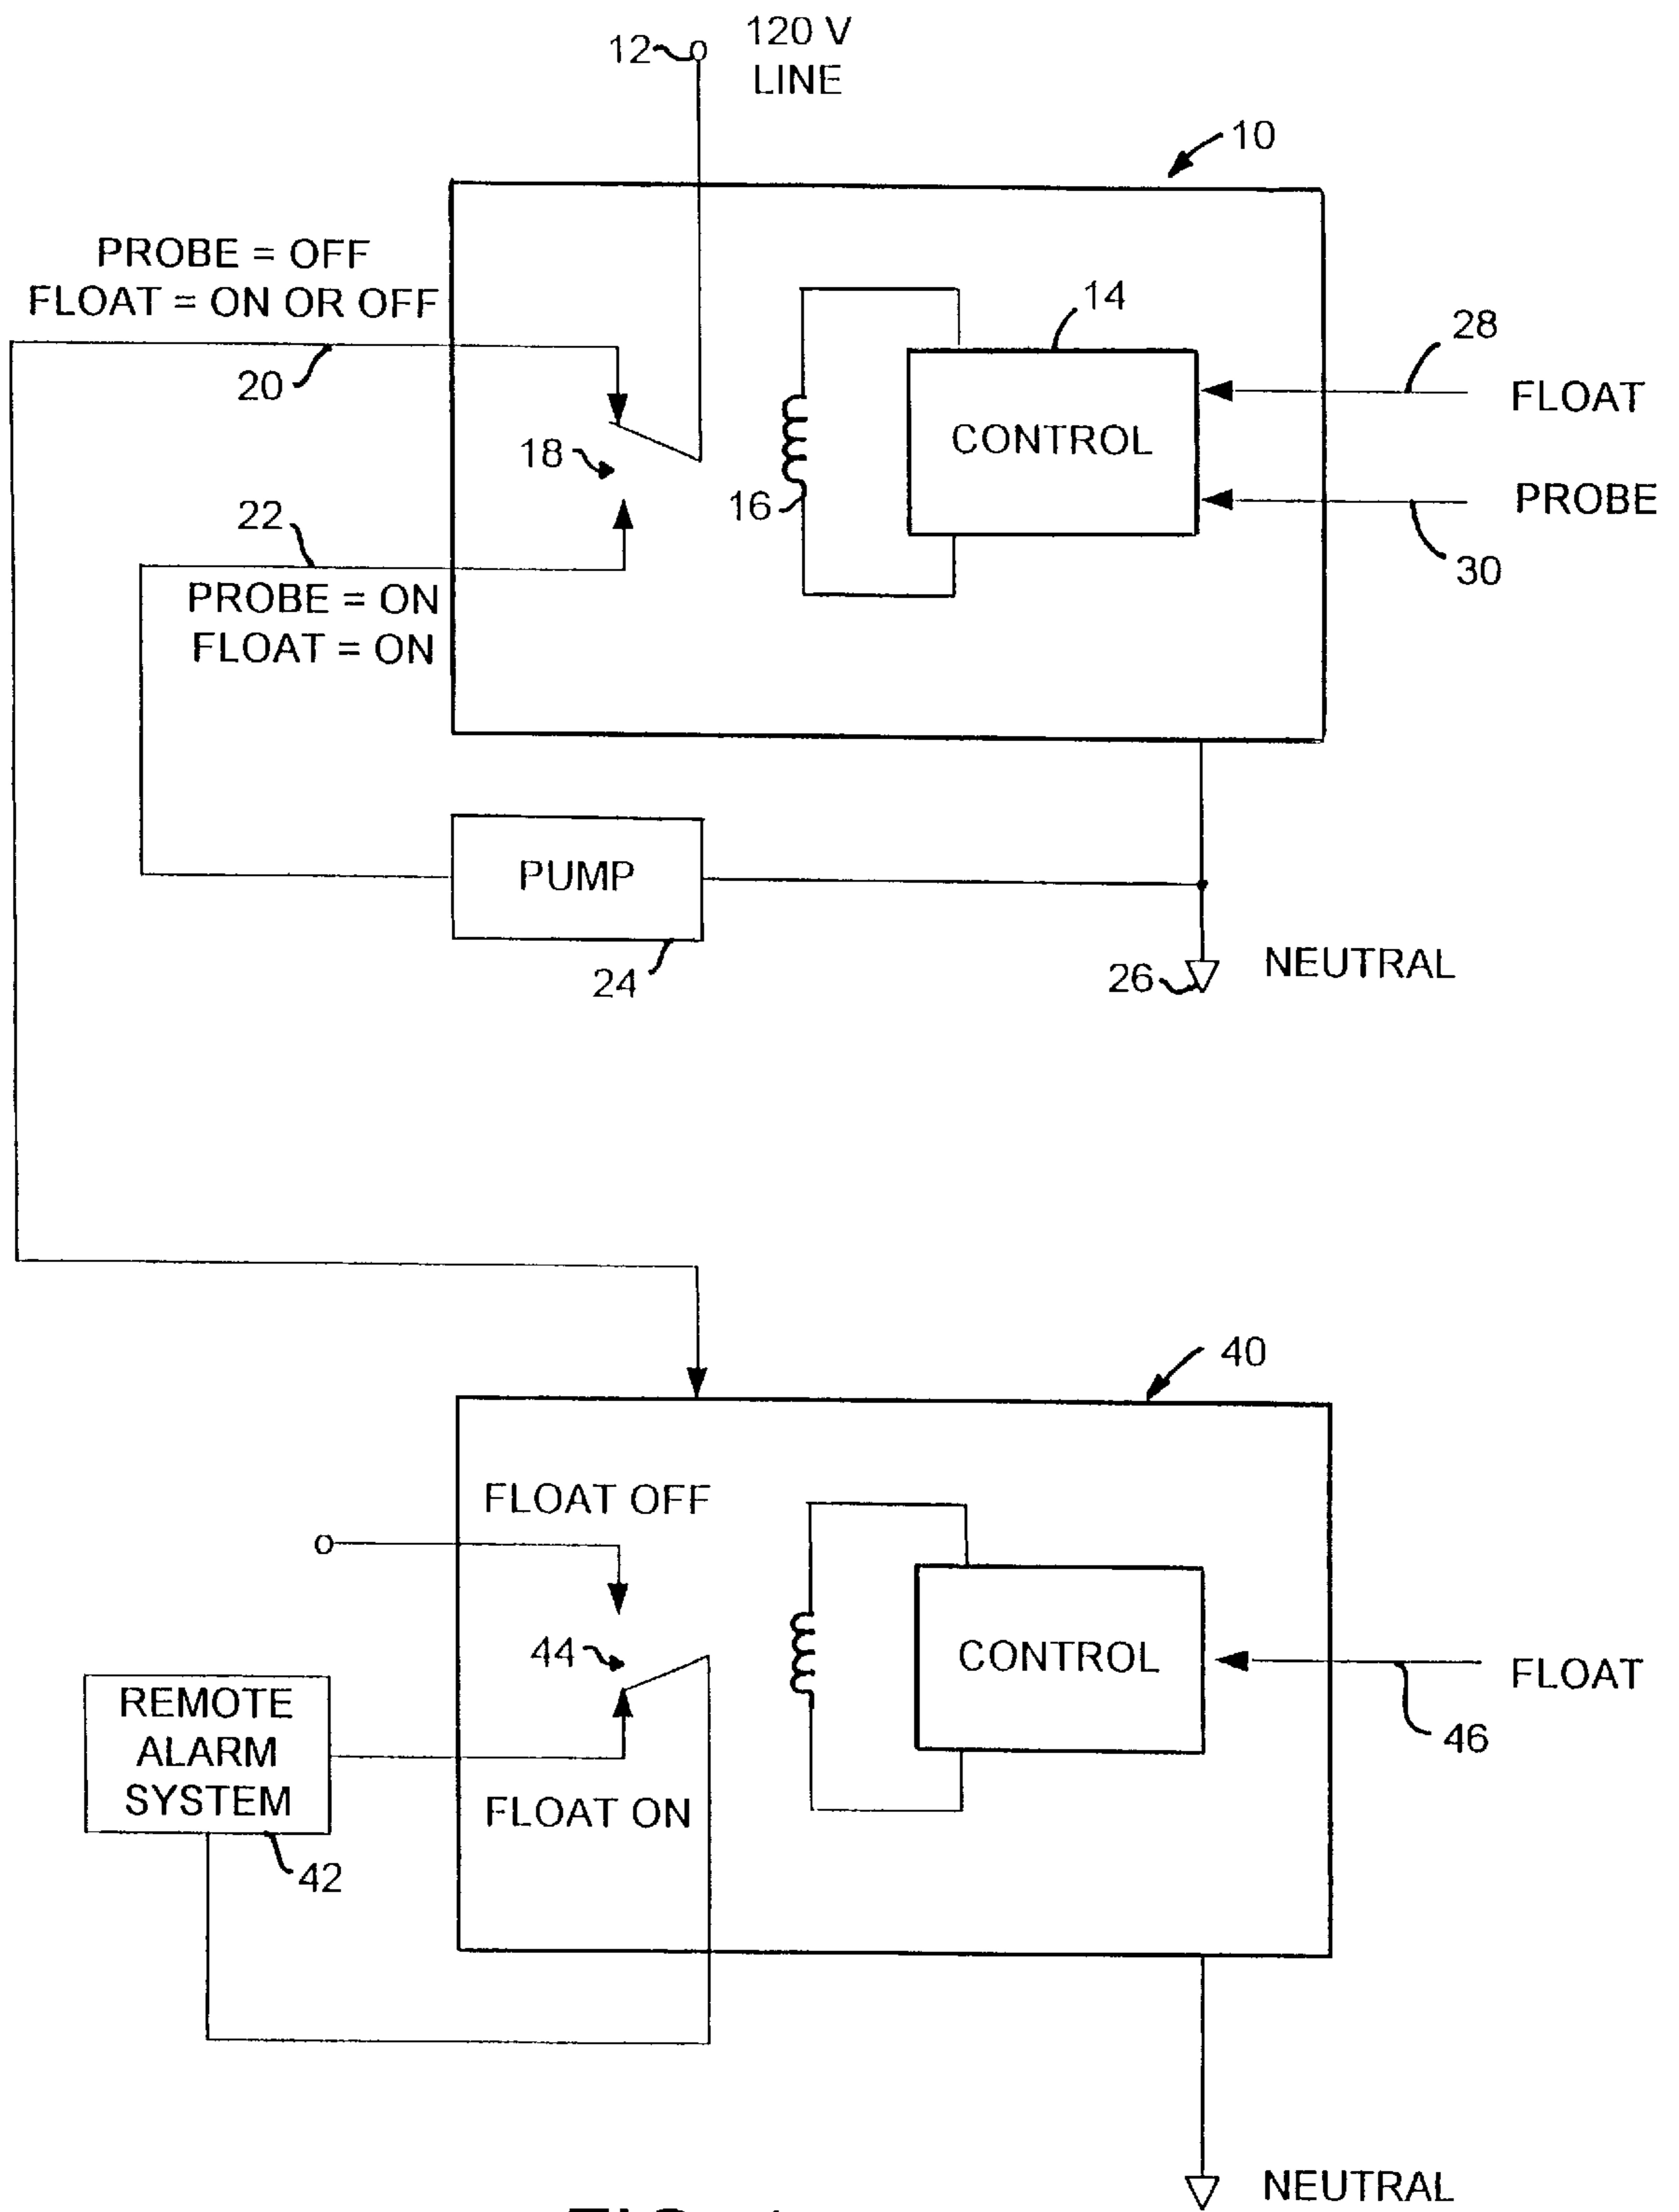 12
120 V
LINE
10
PROBE = OFF
FLOAT = ON OR OFF
14
28
20
FLOAT
CONTROL
18
16
PROBE
22
30
PROBE = ON
FLOAT = ON
PUMP
24
26
NEUTRAL
40
FLOAT OFF
44
CONTROL
FLOAT
REMOTE
ALARM
SYSTEM
46
FLOAT ON
42
NEUTRAL